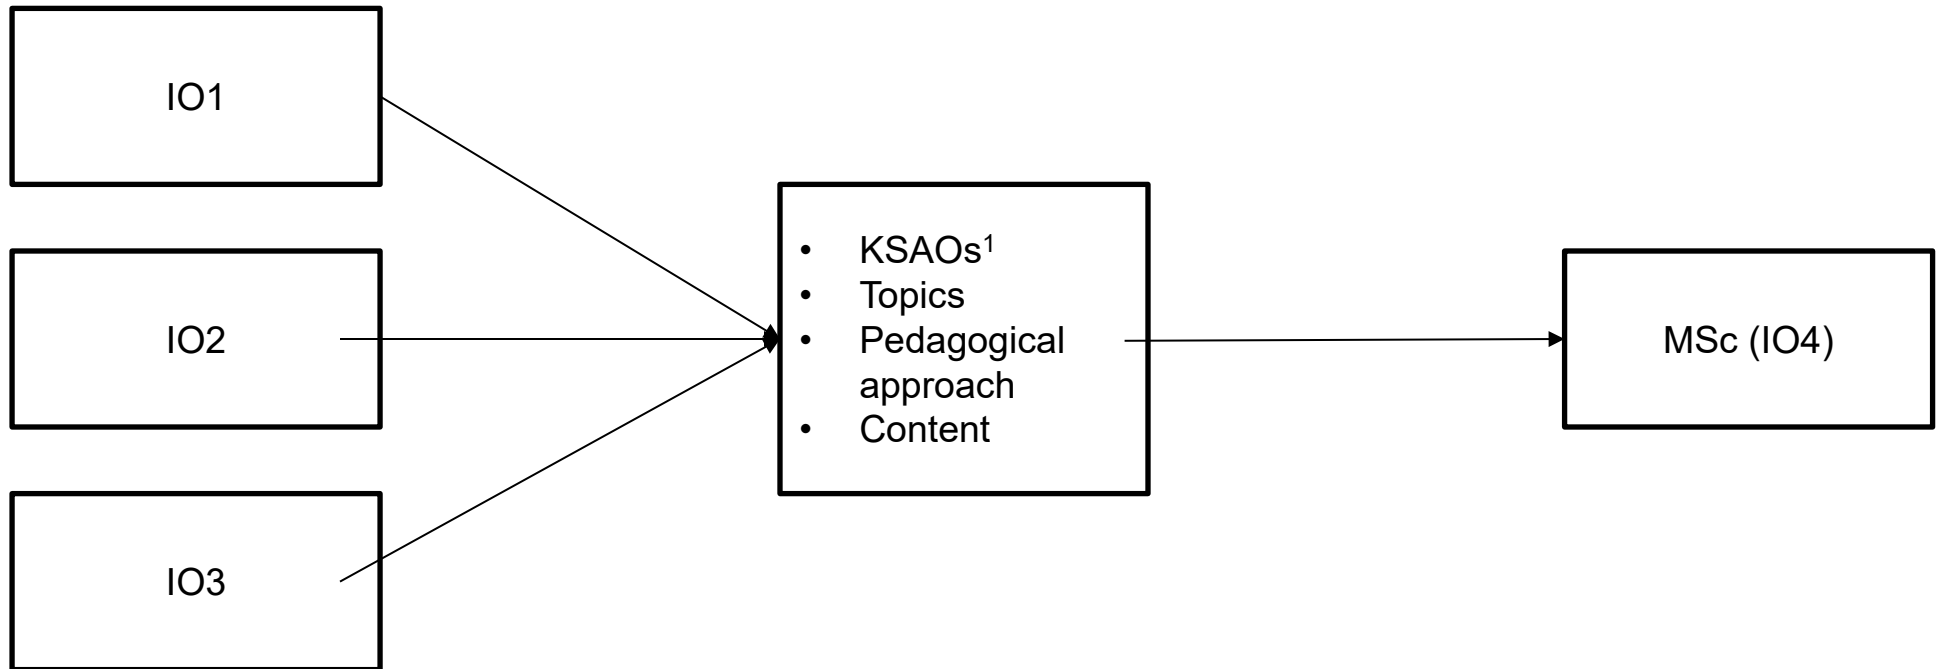 IO1
IO2
IO3
• KSAOs¹
• Topics
• Pedagogical
approach
• Content
MSc (IO4)